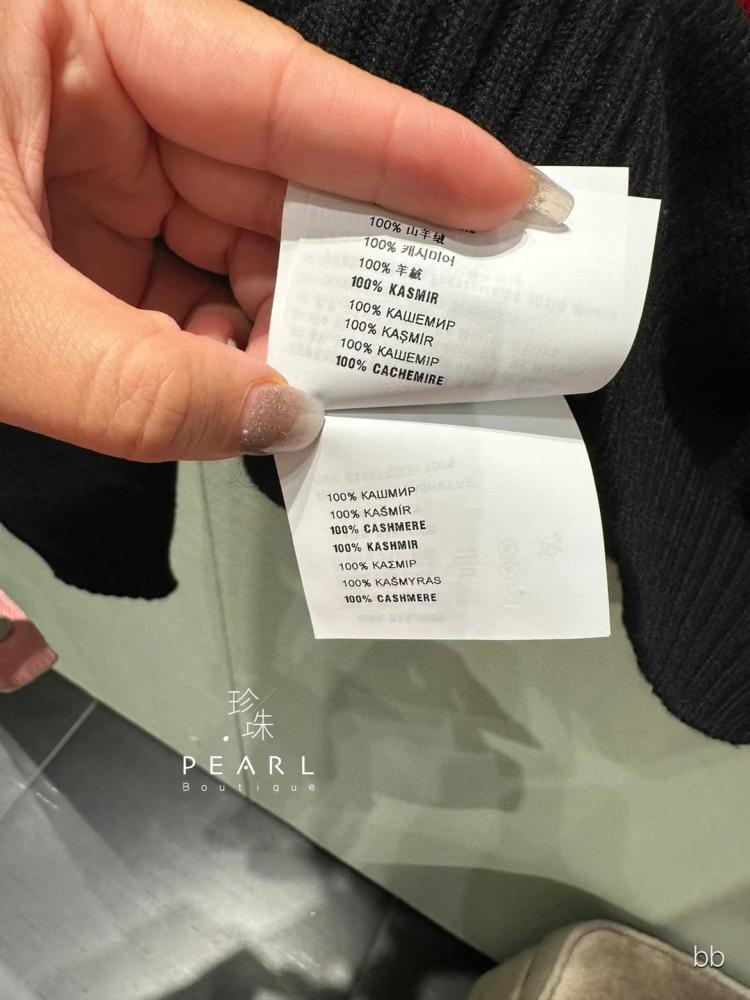 100% 山羊绒
100% 캐시미어
100% 羊絨
100% KASMIR
100% КАШЕМИР
100% KAŞMİR
100% КАШЕМІР
100% CACHEMIRE
100% КАШМИР
100% KAŠMÍR
100% CASHMERE
100% KASHMIR
100% ΚΑΣΜΙΡ
100% KAŠMYRAS
100% CASHMERE
珍
珠
PEARL
Boutique
bb